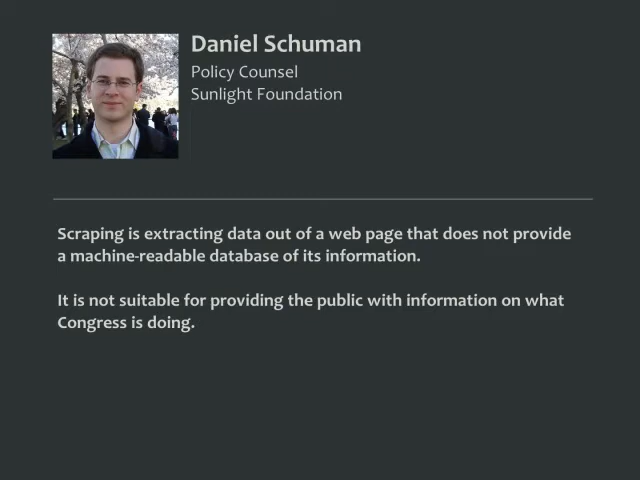 Daniel Schuman
Policy Counsel
Sunlight Foundation
Scraping is extracting data out of a web page that does not provide
a machine-readable database of its information.
It is not suitable for providing the public with information on what
Congress is doing.